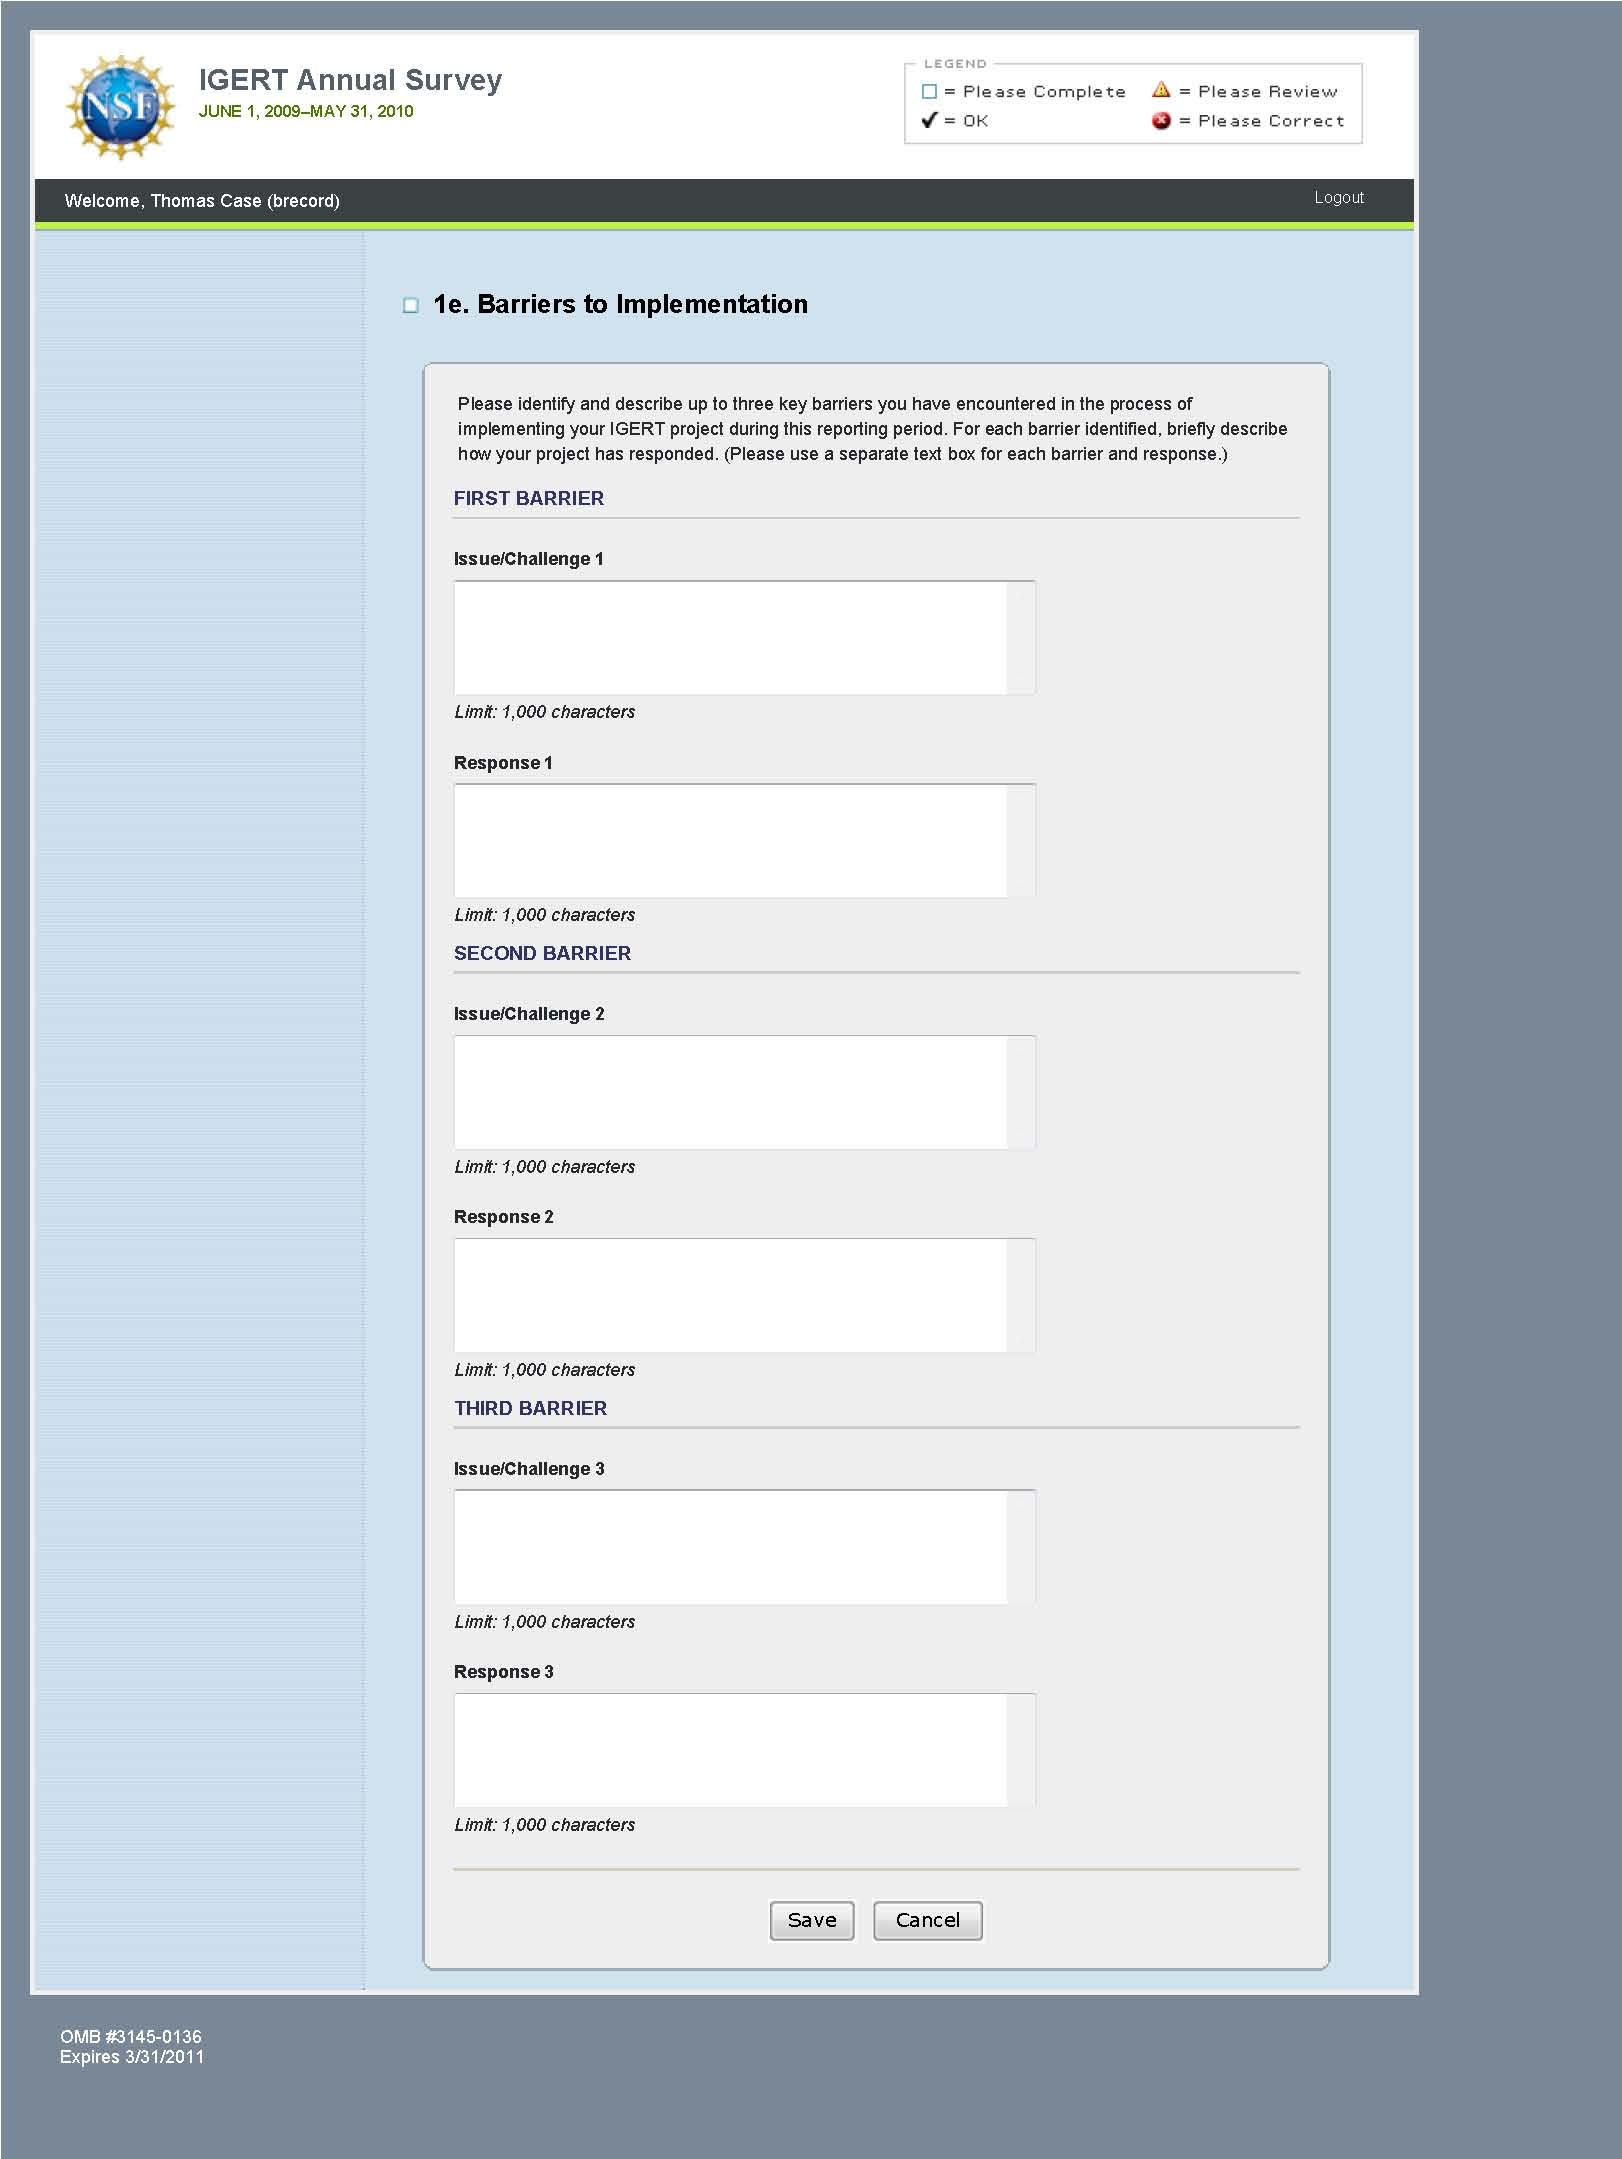 NSF
IGERT Annual Survey
JUNE 1, 2009–MAY 31, 2010
LEGEND
= Please Complete
= Please Review
= OK
= Please Correct
Welcome, Thomas Case (brecord)
Logout
1e. Barriers to Implementation
Please identify and describe up to three key barriers you have encountered in the process of
implementing your IGERT project during this reporting period. For each barrier identified, briefly describe
how your project has responded. (Please use a separate text box for each barrier and response.)
FIRST BARRIER
Issue/Challenge 1
Limit: 1,000 characters
Response 1
Limit: 1,000 characters
SECOND BARRIER
Issue/Challenge 2
Limit: 1,000 characters
Response 2
Limit: 1,000 characters
THIRD BARRIER
Issue/Challenge 3
Limit: 1,000 characters
Response 3
Limit: 1,000 characters
Save
Cancel
OMB #3145-0136
Expires 3/31/2011